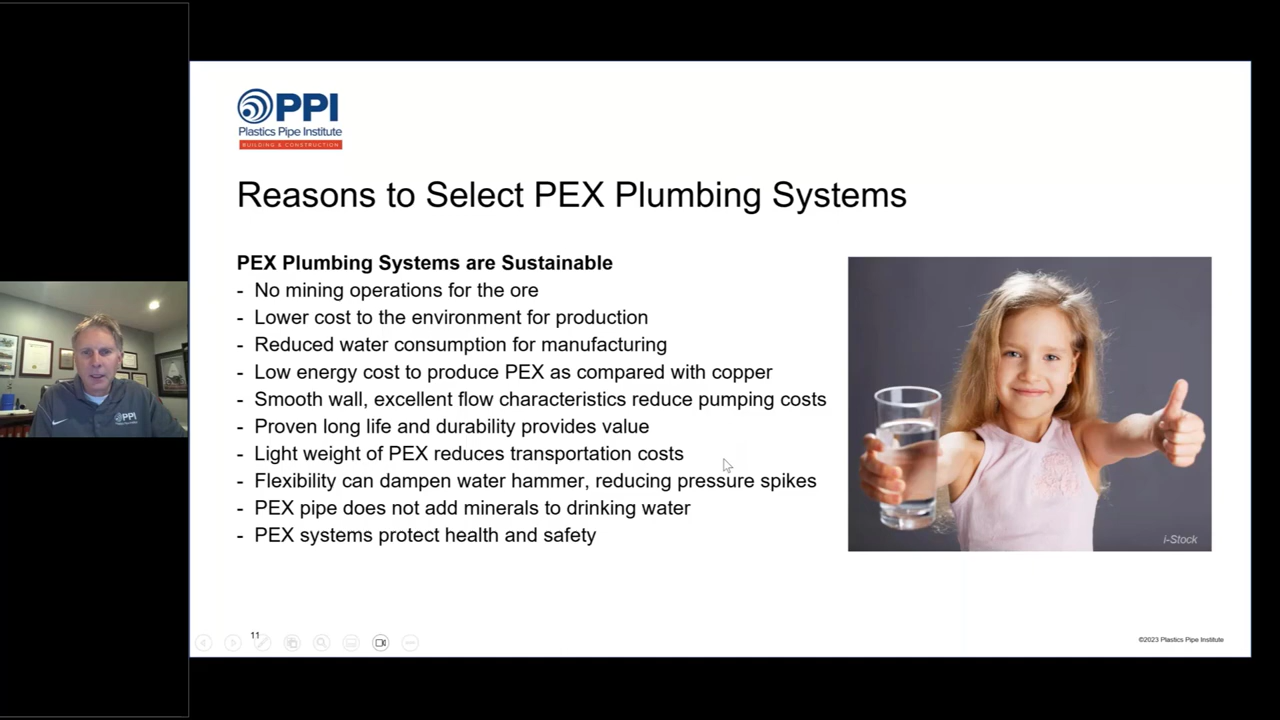 PPI
Plastics Pipe Institute
BUILDING & CONSTRUCTION
Reasons to Select PEX Plumbing Systems
PEX Plumbing Systems are Sustainable
- No mining operations for the ore
- Lower cost to the environment for production
- Reduced water consumption for manufacturing
- Low energy cost to produce PEX as compared with copper
- Smooth wall, excellent flow characteristics reduce pumping costs
- Proven long life and durability provides value
- Light weight of PEX reduces transportation costs
- Flexibility can dampen water hammer, reducing pressure spikes
- PEX pipe does not add minerals to drinking water
- PEX systems protect health and safety
i-Stock
PPI
11
©2023 Plastics Pipe Institute